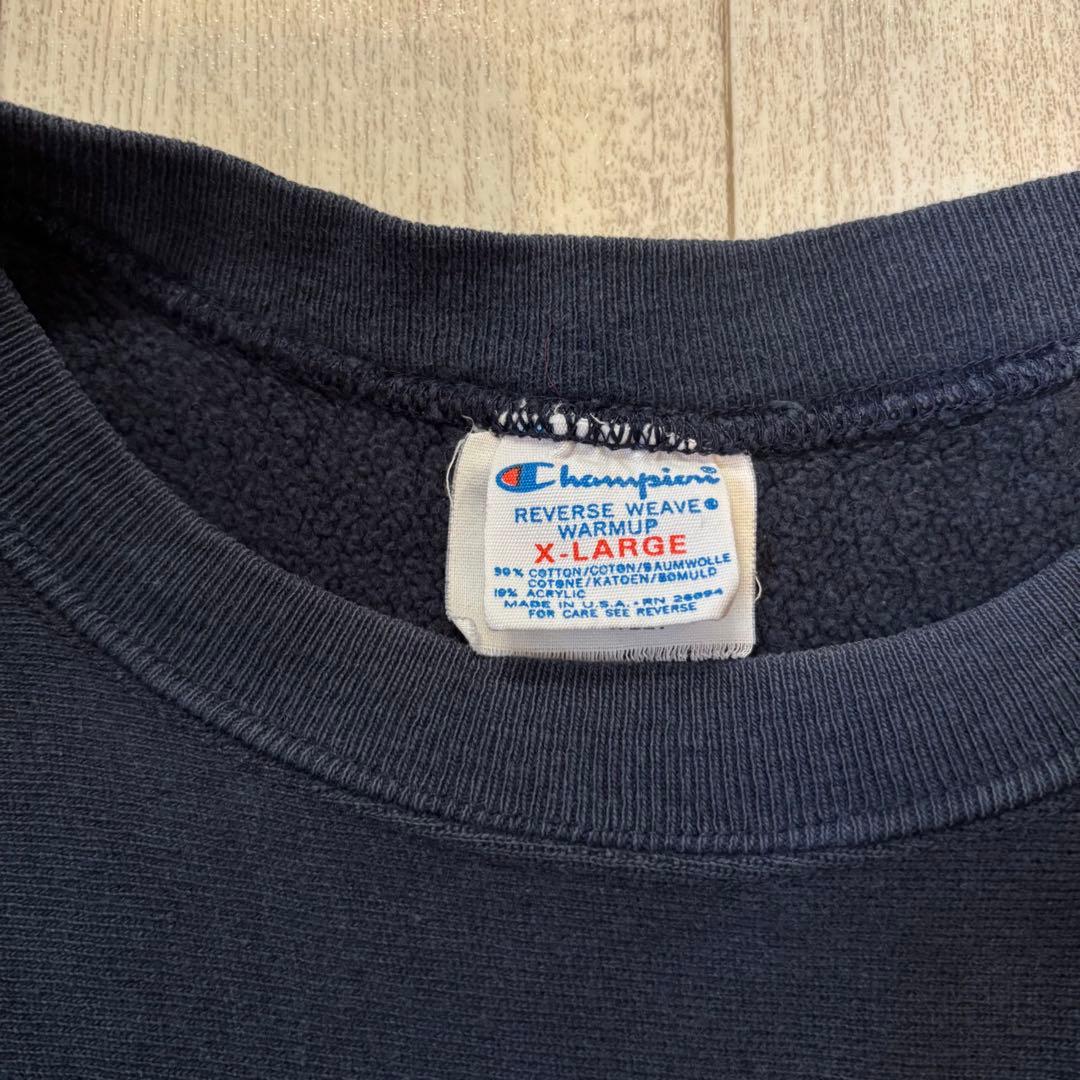 Champion
REVERSE WEAVE®
WARMUP
X-LARGE
90% COTTON/COTON/BAUMWOLLE
COTONE/KATOEN/BOMULD
10% ACRYLIC
MADE IN U.S.A. • RN 26094
FOR CARE SEE REVERSE